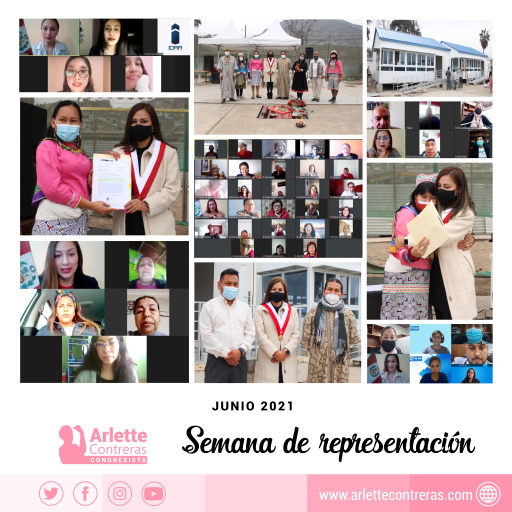 JUNIO 2021
Arlette
Contreras
CONGRESISTA
Semana de representación
www.arlettecontreras.com